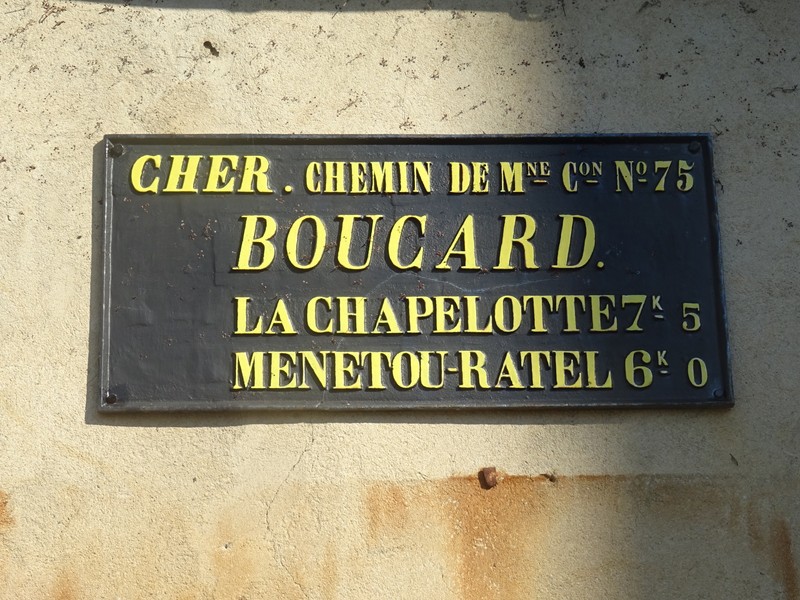 CHER. CHEMIN DE MNE CON NO 75
BOUCARD.
LA CHAPELOTTE 7K 5
MENETOU-RATEL 6K 0